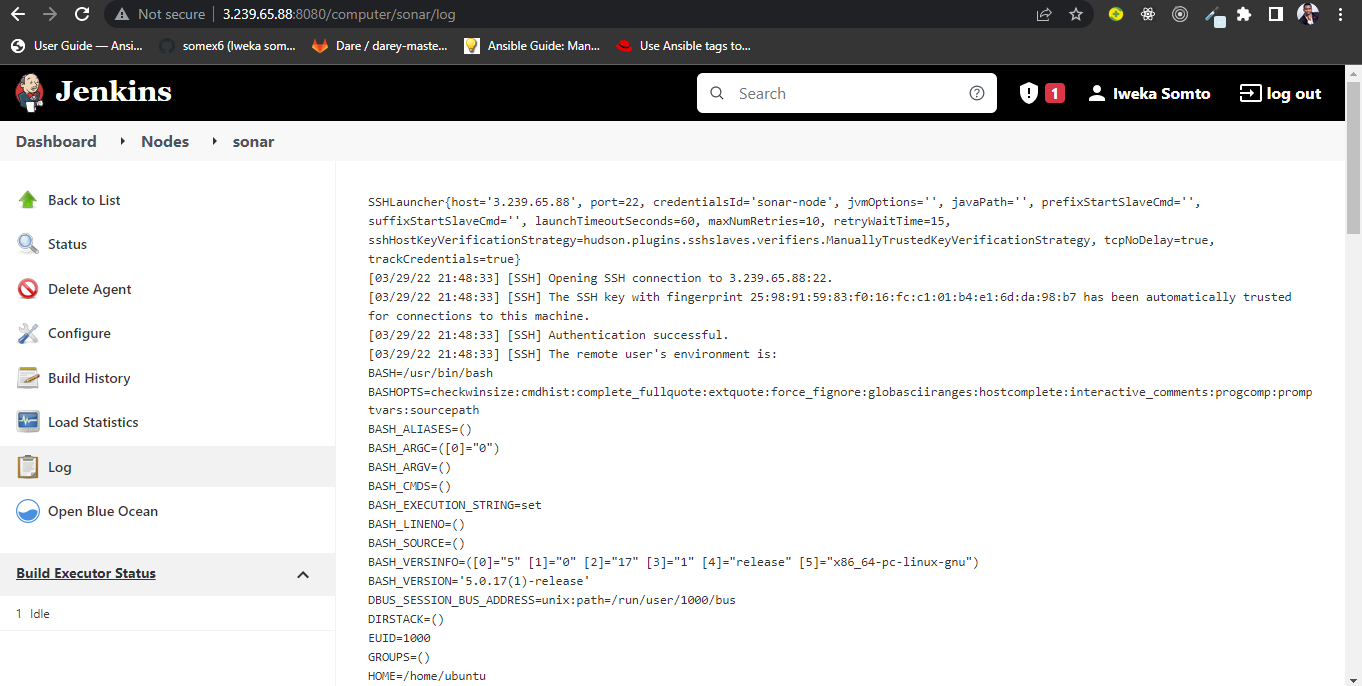 Not secure | 3.239.65.88:8080/computer/sonar/log
User Guide — Ansi...
somex6 (Iweka som...
Dare / darey-maste...
Ansible Guide: Man...
Use Ansible tags to...
Jenkins
Search
1
Iweka Somto
log out
Dashboard
Nodes
sonar
Back to List
Status
Delete Agent
Configure
Build History
Load Statistics
Log
Open Blue Ocean
Build Executor Status
1 Idle
SSHLauncher{host='3.239.65.88', port=22, credentialsId='sonar-node', jvmOptions='', javaPath='', prefixStartSlaveCmd='',
suffixStartSlaveCmd='', launchTimeoutSeconds=60, maxNumRetries=10, retryWaitTime=15,
sshHostKeyVerificationStrategy=hudson.plugins.sshslaves.verifiers.ManuallyTrustedKeyVerificationStrategy, tcpNoDelay=true,
trackCredentials=true}
[03/29/22 21:48:33] [SSH] Opening SSH connection to 3.239.65.88:22.
[03/29/22 21:48:33] [SSH] The SSH key with fingerprint 25:98:91:59:83:f0:16:fc:c1:01:b4:e1:6d:da:98:b7 has been automatically trusted
for connections to this machine.
[03/29/22 21:48:33] [SSH] Authentication successful.
[03/29/22 21:48:33] [SSH] The remote user's environment is:
BASH=/usr/bin/bash
BASHOPTS=checkwinsize:cmdhist:complete_fullquote:extquote:force_fignore:globasciiranges:hostcomplete:interactive_comments:progcomp:promp
tvars:sourcepath
BASH_ALIASES=()
BASH_ARGC=([0]="0")
BASH_ARGV=()
BASH_CMDS=()
BASH_EXECUTION_STRING=set
BASH_LINENO=()
BASH_SOURCE=()
BASH_VERSINFO=([0]="5" [1]="0" [2]="17" [3]="1" [4]="release" [5]="x86_64-pc-linux-gnu")
BASH_VERSION='5.0.17(1)-release'
DBUS_SESSION_BUS_ADDRESS=unix:path=/run/user/1000/bus
DIRSTACK=()
EUID=1000
GROUPS=()
HOME=/home/ubuntu